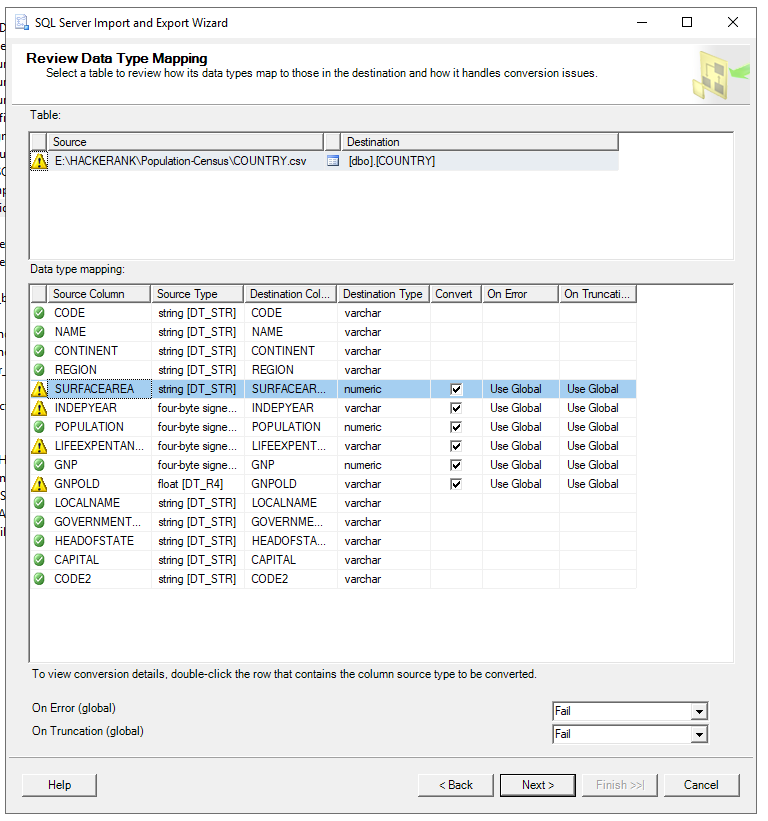 SQL Server Import and Export Wizard
Review Data Type Mapping
Select a table to review how its data types map to those in the destination and how it handles conversion issues.
Table:
Source Destination
E:\HACKERANK\Population-Census\COUNTRY.csv [dbo].[COUNTRY]
Data type mapping:
Source Column Source Type Destination Col... Destination Type Convert On Error On Truncati...
CODE string [DT_STR] CODE varchar
NAME string [DT_STR] NAME varchar
CONTINENT string [DT_STR] CONTINENT varchar
REGION string [DT_STR] REGION varchar
SURFACEAREA string [DT_STR] SURFACEAR... numeric Use Global Use Global
INDEPYEAR four-byte signe... INDEPYEAR varchar Use Global Use Global
POPULATION four-byte signe... POPULATION numeric Use Global Use Global
LIFEEXPENTAN... four-byte signe... LIFEEXPENT... varchar Use Global Use Global
GNP four-byte signe... GNP numeric Use Global Use Global
GNPOLD float [DT_R4] GNPOLD varchar Use Global Use Global
LOCALNAME string [DT_STR] LOCALNAME varchar
GOVERNMENT... string [DT_STR] GOVERNME... varchar
HEADOFSTATE string [DT_STR] HEADOFSTA... varchar
CAPITAL string [DT_STR] CAPITAL varchar
CODE2 string [DT_STR] CODE2 varchar
To view conversion details, double-click the row that contains the column source type to be converted.
On Error (global) Fail
On Truncation (global) Fail
Help < Back Next > Finish >>| Cancel